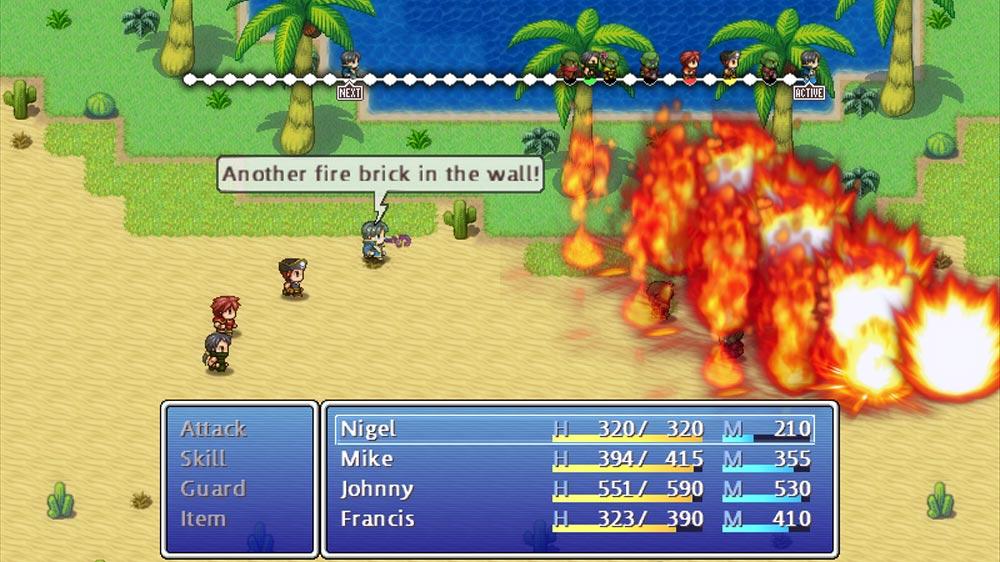 NEXT
ACTIVE
Another fire brick in the wall!
Attack
Skill
Guard
Item
Nigel H 320/ 320 M 210
Mike H 394/ 415 M 355
Johnny H 551/ 590 M 530
Francis H 323/ 390 M 410